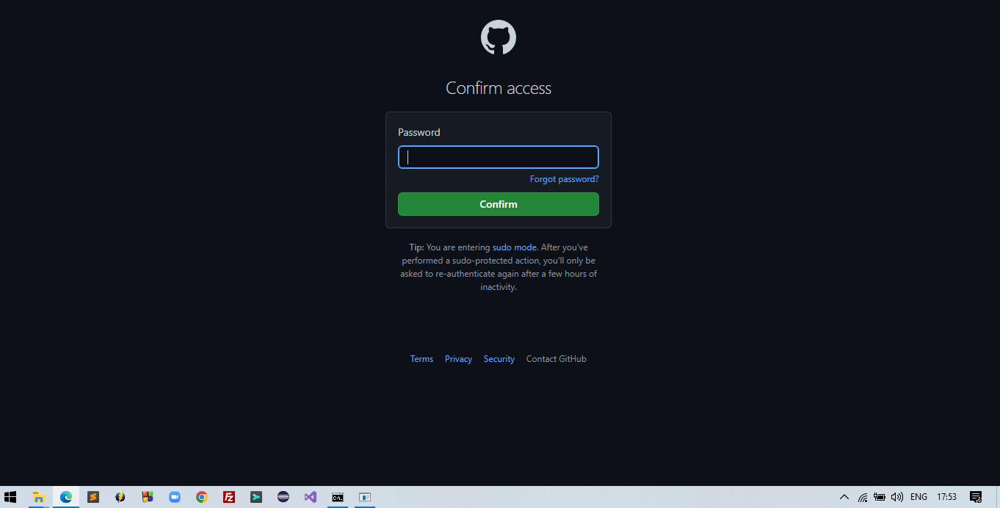 Confirm access
Password
Forgot password?
Confirm
Tip: You are entering sudo mode. After you've
performed a sudo-protected action, you'll only be
asked to re-authenticate again after a few hours of
inactivity.
Terms Privacy Security Contact GitHub
ENG 17:53